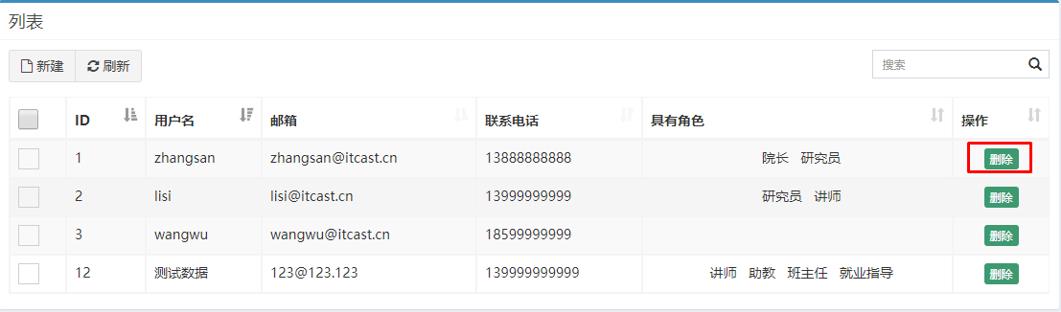 列表
新建 刷新 搜索
ID 用户名 邮箱 联系电话 具有角色 操作
1 zhangsan zhangsan@itcast.cn 13888888888 院长 研究员 删除
2 lisi lisi@itcast.cn 13999999999 研究员 讲师 删除
3 wangwu wangwu@itcast.cn 18599999999 删除
12 测试数据 123@123.123 139999999999 讲师 助教 班主任 就业指导 删除